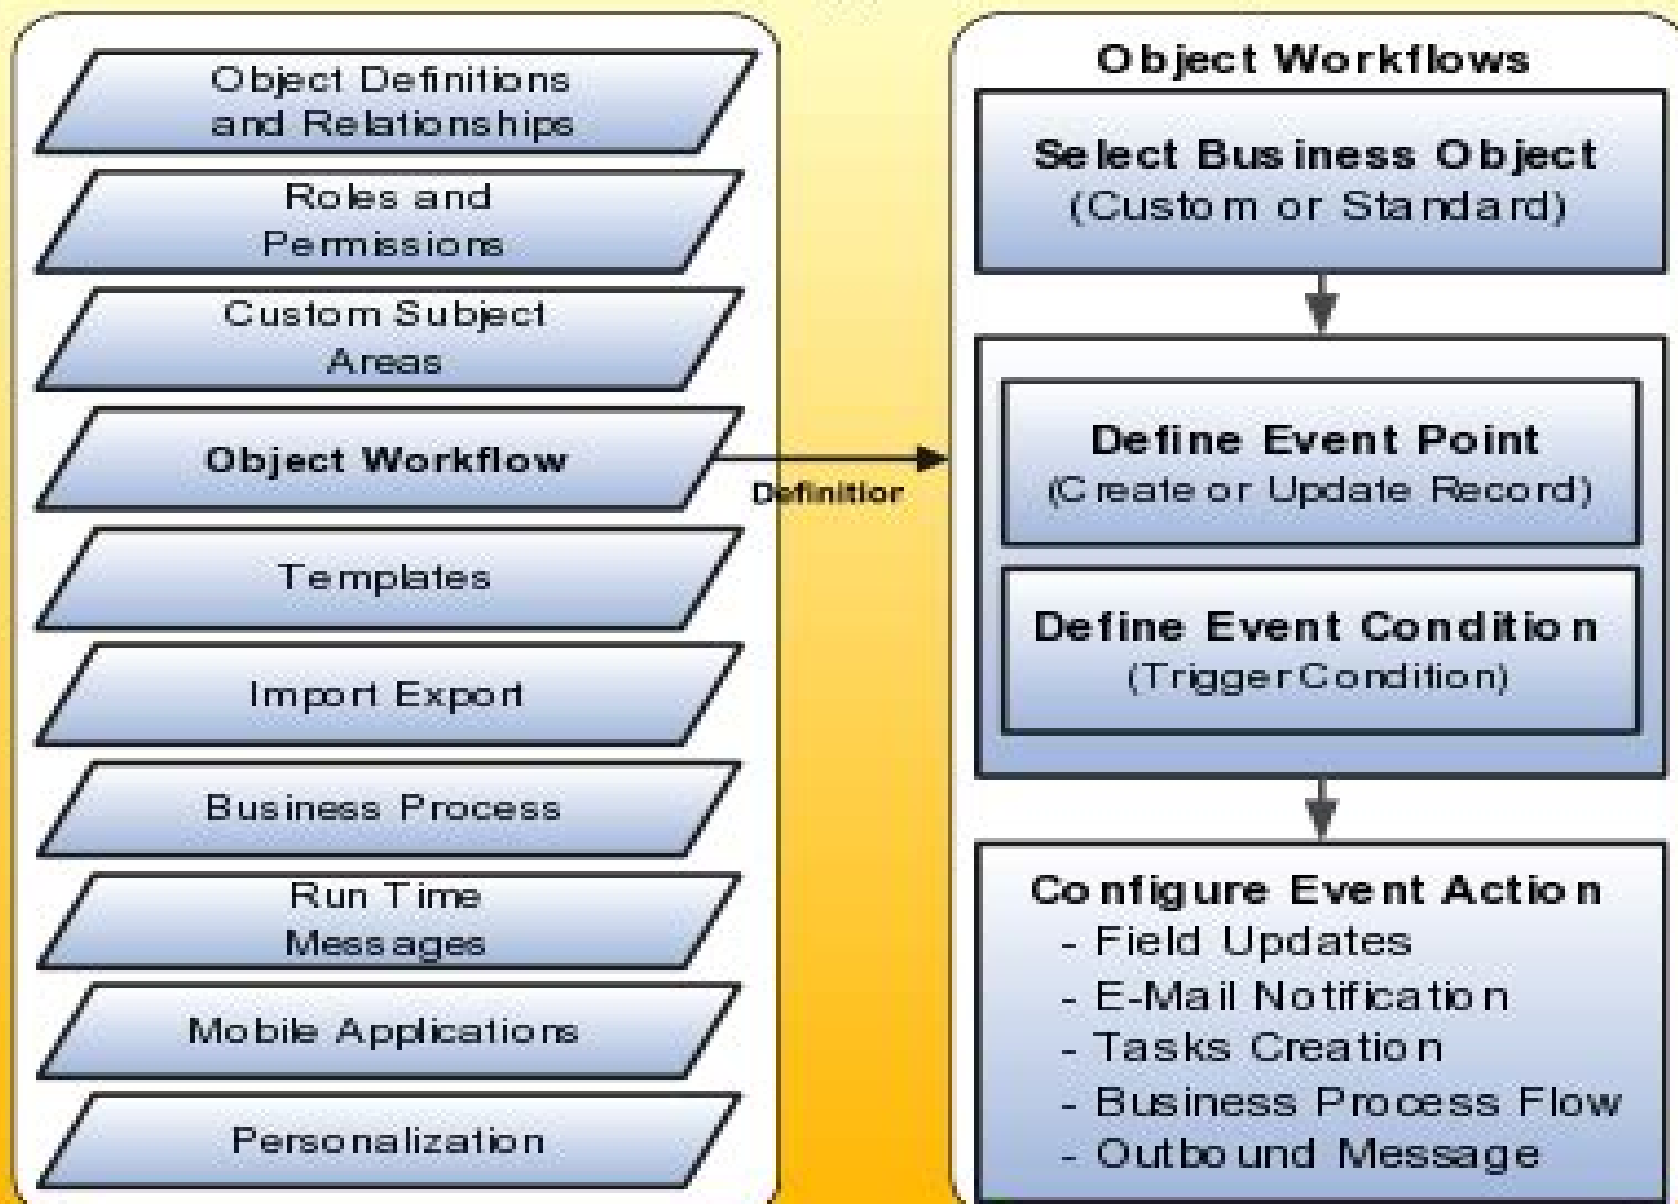 Object Definitions
and Relationships
Roles and
Permissions
Custom Subject
Areas
Object Workflow
Templates
Import Export
Business Process
Run Time
Messages
Mobile Applications
Personalization
Definition
Object Workflows
Select Business Object
(Custom or Standard)
Define Event Point
(Create or Update Record)
Define Event Condition
(Trigger Condition)
Configure Event Action
- Field Updates
- E-Mail Notification
- Tasks Creation
- Business Process Flow
- Outbound Message